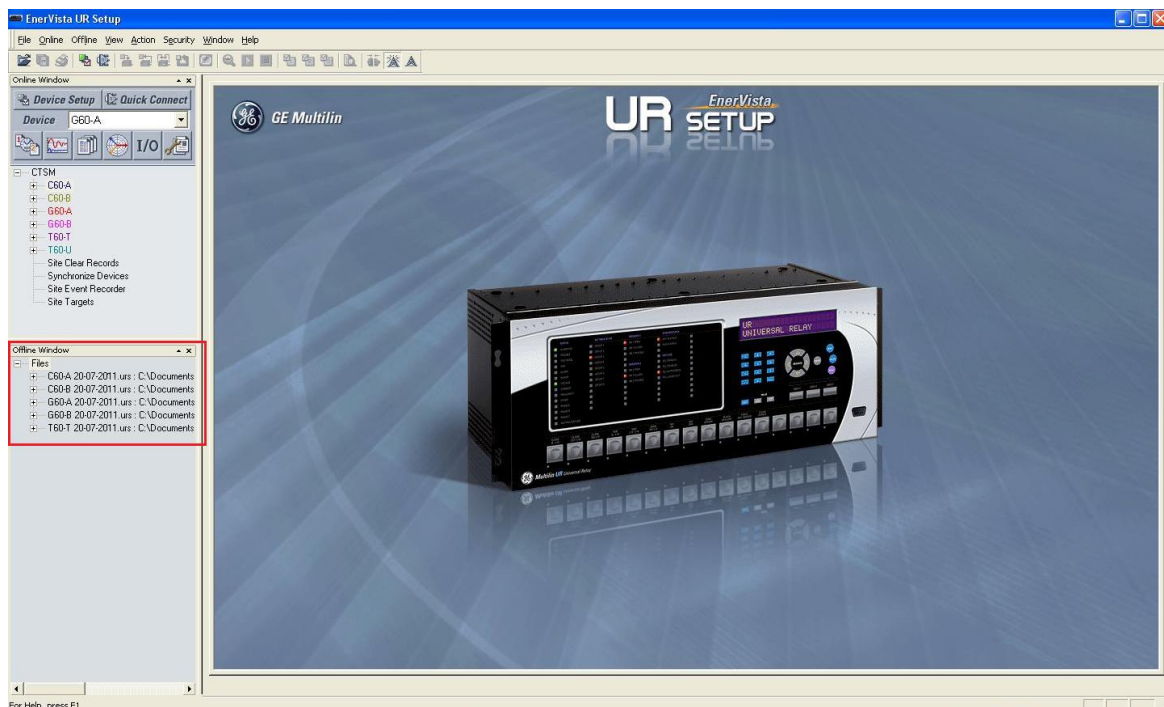 EnerVista UR Setup
File Online Offline View Action Security Window Help
Online Window
Device Setup Quick Connect
Device G60-A
I/O
CTSM
C60-A
C60-B
G60-A
G60-B
T60-T
T60-U
Site Clear Records
Synchronize Devices
Site Event Recorder
Site Targets
Offline Window
Files
C60-A 20-07-2011.urs : C:\Documents
C60-B 20-07-2011.urs : C:\Documents
G60-A 20-07-2011.urs : C:\Documents
G60-B 20-07-2011.urs : C:\Documents
T60-T 20-07-2011.urs : C:\Documents
For Help, press F1
GE Multilin
EnerVista
UR SETUP
UR
UNIVERSAL RELAY
Multilin UR Universal Relay